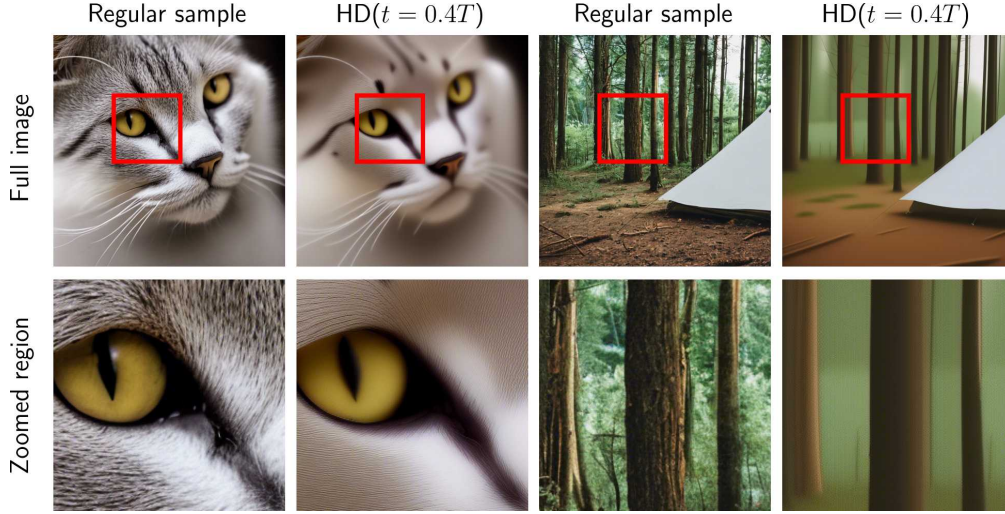 Regular sample
HD(t = 0.4T)
Regular sample
HD(t = 0.4T)
Full image
Zoomed region